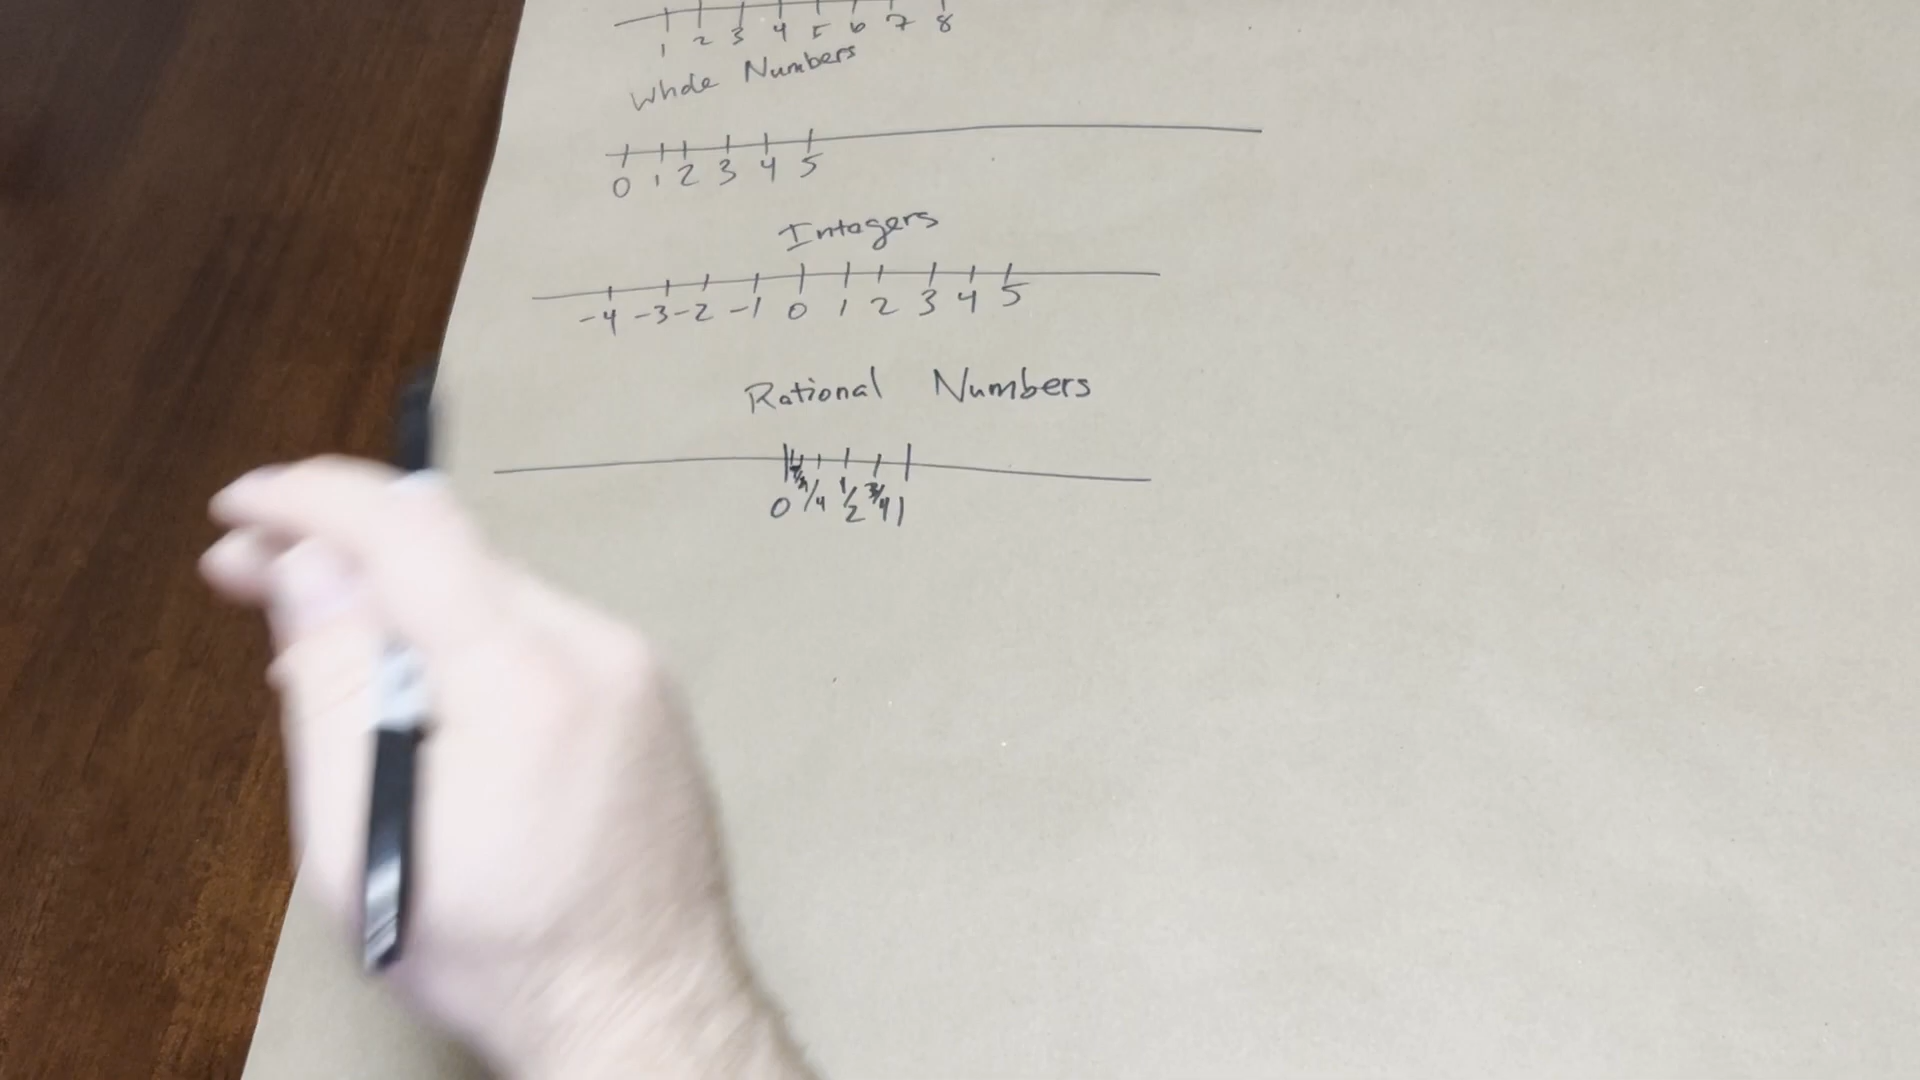 1 2 3 4 5 6 7 8
Whole Numbers
0 1 2 3 4 5
Integers
-4 -3 -2 -1 0 1 2 3 4 5
Rational Numbers
0 1/4 1/2 3/4 1